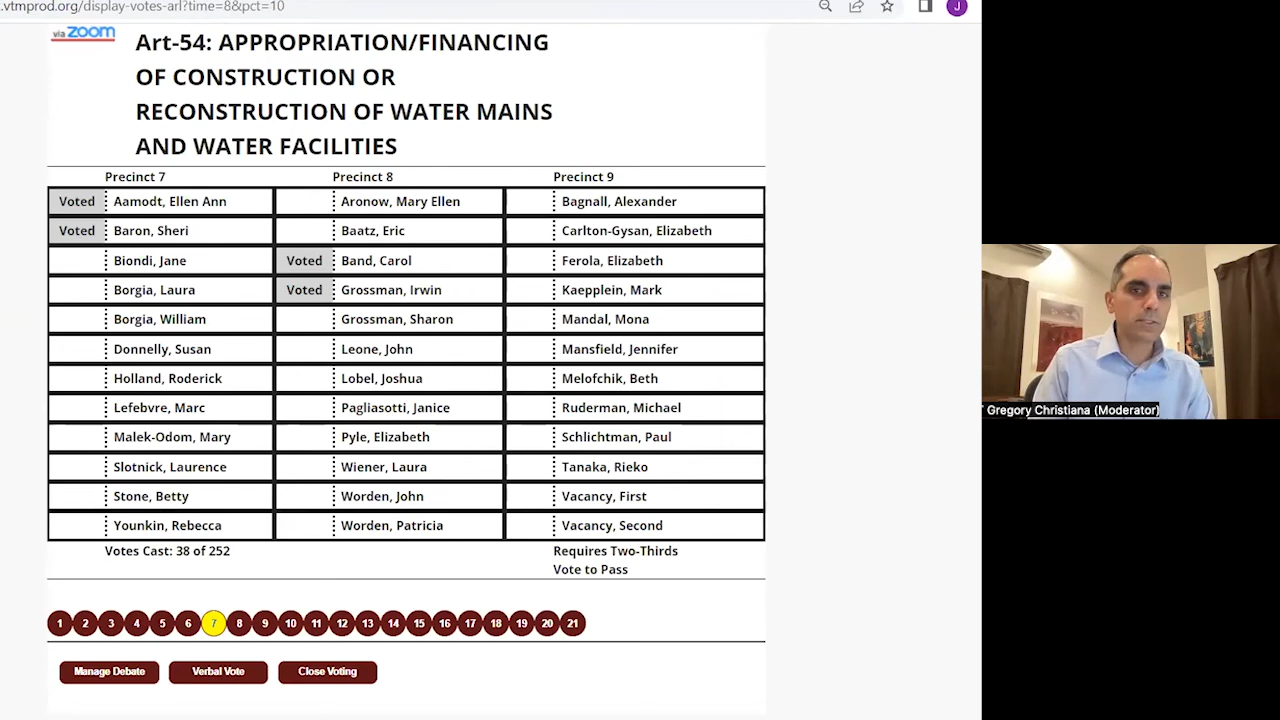 .vtmprod.org/display-votes-arl?time=8&pct=10
J
via zoom
Art-54: APPROPRIATION/FINANCING
OF CONSTRUCTION OR
RECONSTRUCTION OF WATER MAINS
AND WATER FACILITIES
Precinct 7 Precinct 8 Precinct 9
Voted Aamodt, Ellen Ann Aronow, Mary Ellen Bagnall, Alexander
Voted Baron, Sheri Baatz, Eric Carlton-Gysan, Elizabeth
Biondi, Jane Voted Band, Carol Ferola, Elizabeth
Borgia, Laura Voted Grossman, Irwin Kaepplein, Mark
Borgia, William Grossman, Sharon Mandal, Mona
Donnelly, Susan Leone, John Mansfield, Jennifer
Holland, Roderick Lobel, Joshua Melofchik, Beth
Lefebvre, Marc Pagliasotti, Janice Ruderman, Michael
Malek-Odom, Mary Pyle, Elizabeth Schlichtman, Paul
Slotnick, Laurence Wiener, Laura Tanaka, Rieko
Stone, Betty Worden, John Vacancy, First
Younkin, Rebecca Worden, Patricia Vacancy, Second
Votes Cast: 38 of 252 Requires Two-Thirds
Vote to Pass
1 2 3 4 5 6 7 8 9 10 11 12 13 14 15 16 17 18 19 20 21
Manage Debate Verbal Vote Close Voting
Gregory Christiana (Moderator)